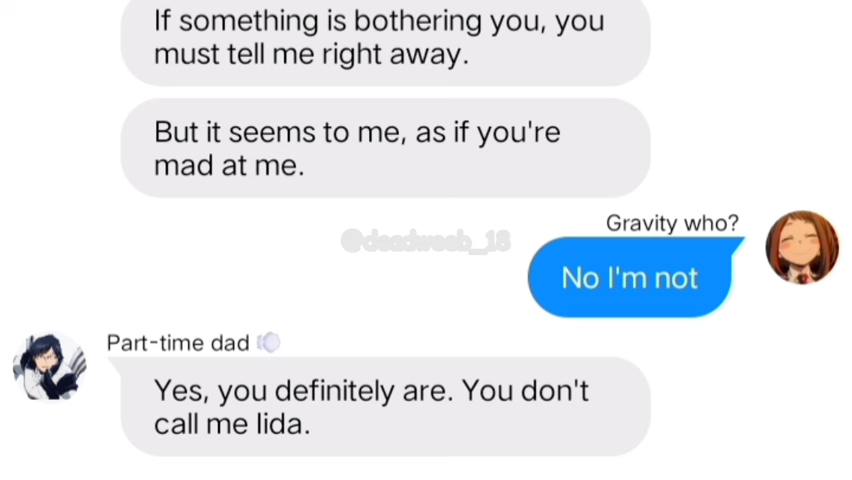 If something is bothering you, you
must tell me right away.
But it seems to me, as if you're
mad at me.
@deadweeb_18
Gravity who?
No I'm not
Part-time dad
Yes, you definitely are. You don't
call me Iida.